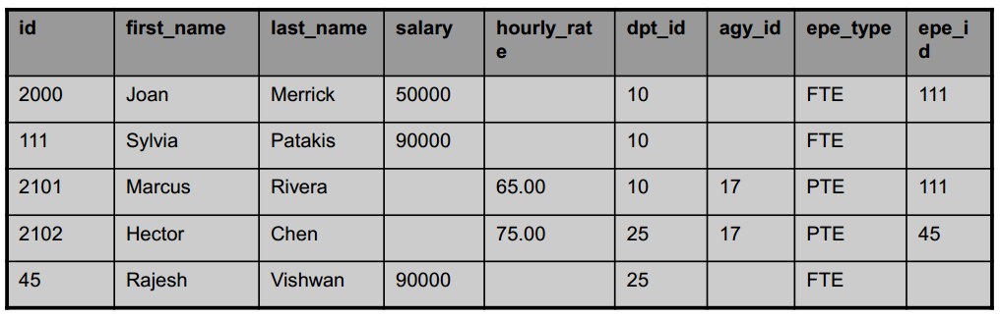 id first_name last_name salary hourly_rat e dpt_id agy_id epe_type epe_i d
2000 Joan Merrick 50000 10 FTE 111
111 Sylvia Patakis 90000 10 FTE
2101 Marcus Rivera 65.00 10 17 PTE 111
2102 Hector Chen 75.00 25 17 PTE 45
45 Rajesh Vishwan 90000 25 FTE